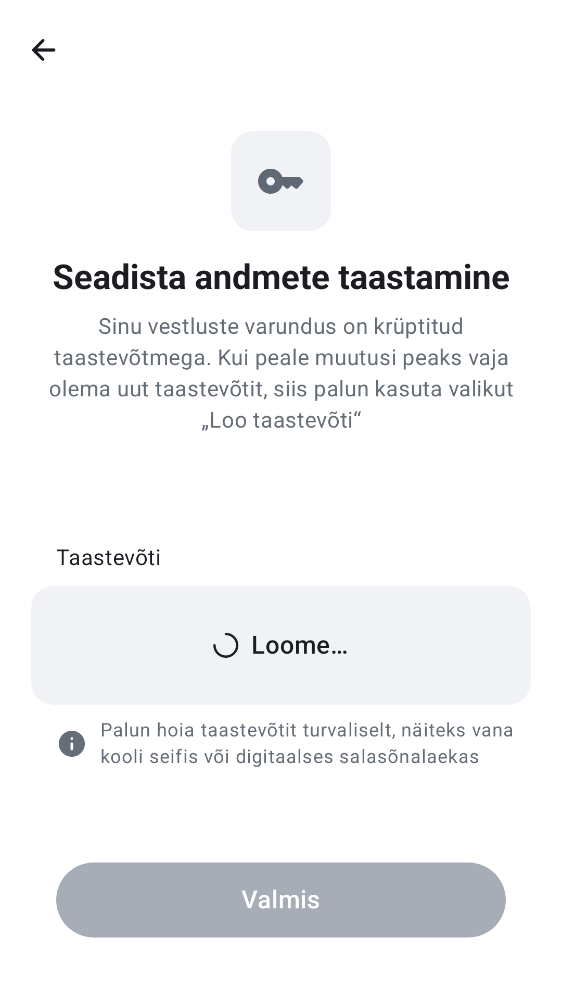 Seadista andmete taastamine
Sinu vestluste varundus on krüptitud
taastevõtmega. Kui peale muutusi peaks vaja
olema uut taastevõtit, siis palun kasuta valikut
„Loo taastevõti“
Taastevõti
Loome…
Palun hoia taastevõtit turvaliselt, näiteks vana
kooli seifis või digitaalses salasõnalaekas
Valmis